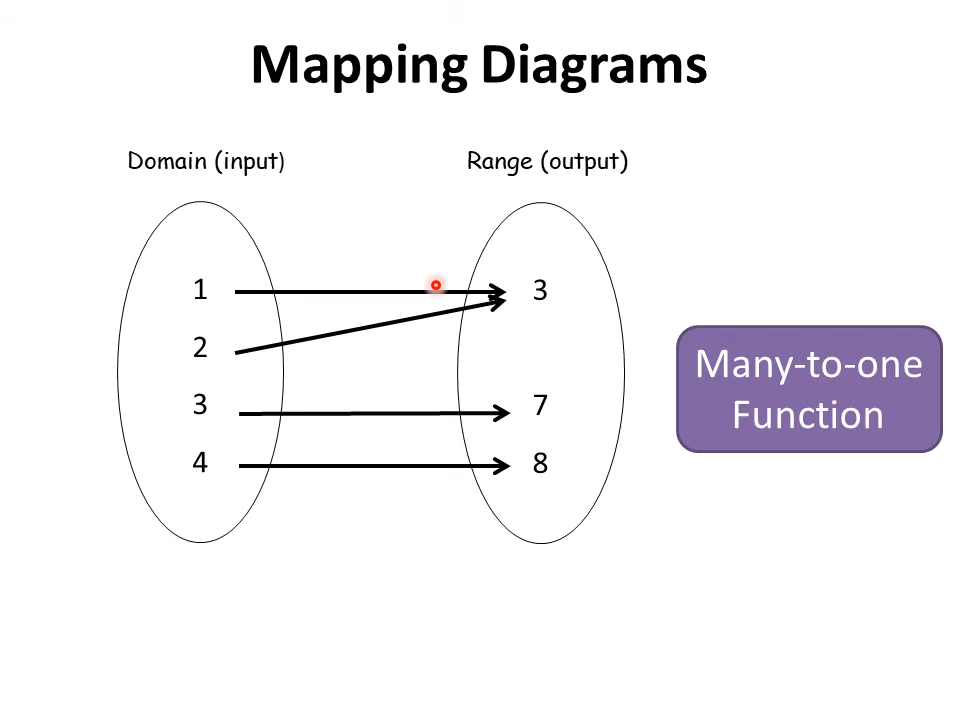 Mapping Diagrams
Domain (input)
Range (output)
1
3
2
3
7
4
8
Many-to-one
Function